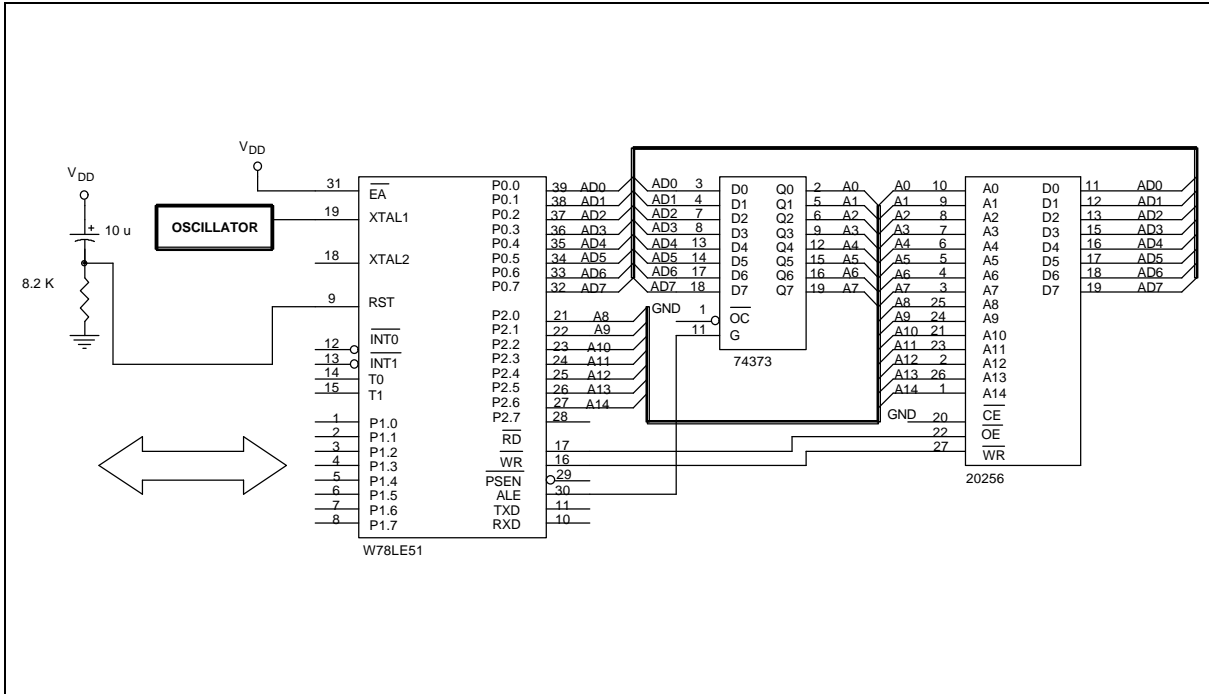 VDD
10 u
8.2 K
VDD
OSCILLATOR
31 EA
19 XTAL1
18 XTAL2
9 RST
12 INT0
13 INT1
14 T0
15 T1
1 P1.0
2 P1.1
3 P1.2
4 P1.3
5 P1.4
6 P1.5
7 P1.6
8 P1.7
P0.0 39 AD0
P0.1 38 AD1
P0.2 37 AD2
P0.3 36 AD3
P0.4 35 AD4
P0.5 34 AD5
P0.6 33 AD6
P0.7 32 AD7
P2.0 21 A8
P2.1 22 A9
P2.2 23 A10
P2.3 24 A11
P2.4 25 A12
P2.5 26 A13
P2.6 27 A14
P2.7 28
RD 17
WR 16
PSEN 29
ALE 30
TXD 11
RXD 10
W78LE51
AD0 3 D0 Q0 2 A0
AD1 4 D1 Q1 5 A1
AD2 7 D2 Q2 6 A2
AD3 8 D3 Q3 9 A3
AD4 13 D4 Q4 12 A4
AD5 14 D5 Q5 15 A5
AD6 17 D6 Q6 16 A6
AD7 18 D7 Q7 19 A7
GND 1 OC
11 G
74373
A0 10 A0 D0 11 AD0
A1 9 A1 D1 12 AD1
A2 8 A2 D2 13 AD2
A3 7 A3 D3 15 AD3
A4 6 A4 D4 16 AD4
A5 5 A5 D5 17 AD5
A6 4 A6 D6 18 AD6
A7 3 A7 D7 19 AD7
A8 25 A8
A9 24 A9
A10 21 A10
A11 23 A11
A12 2 A12
A13 26 A13
A14 1 A14
GND 20 CE
22 OE
27 WR
20256